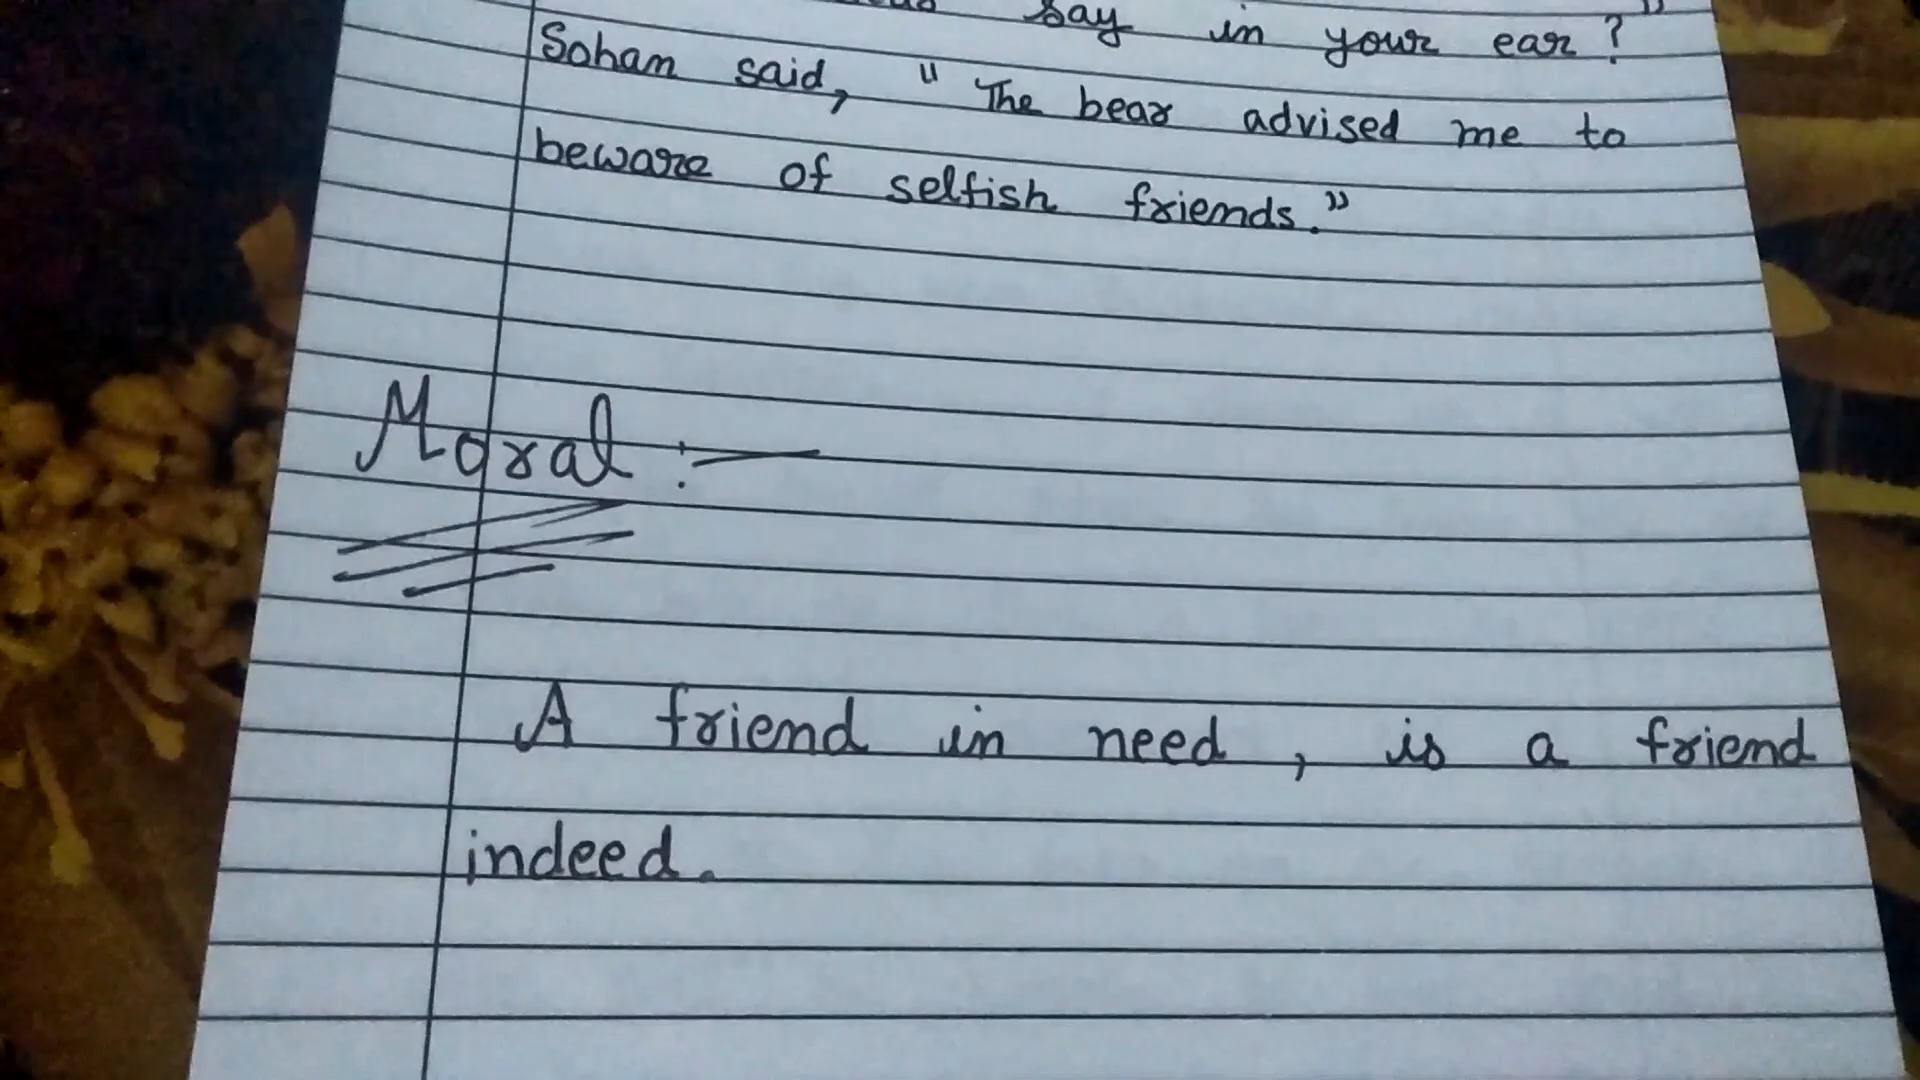 say in your ear?"
Soham said, "The bear advised me to
beware of selfish friends."
Moral :-
A friend in need, is a friend
indeed.